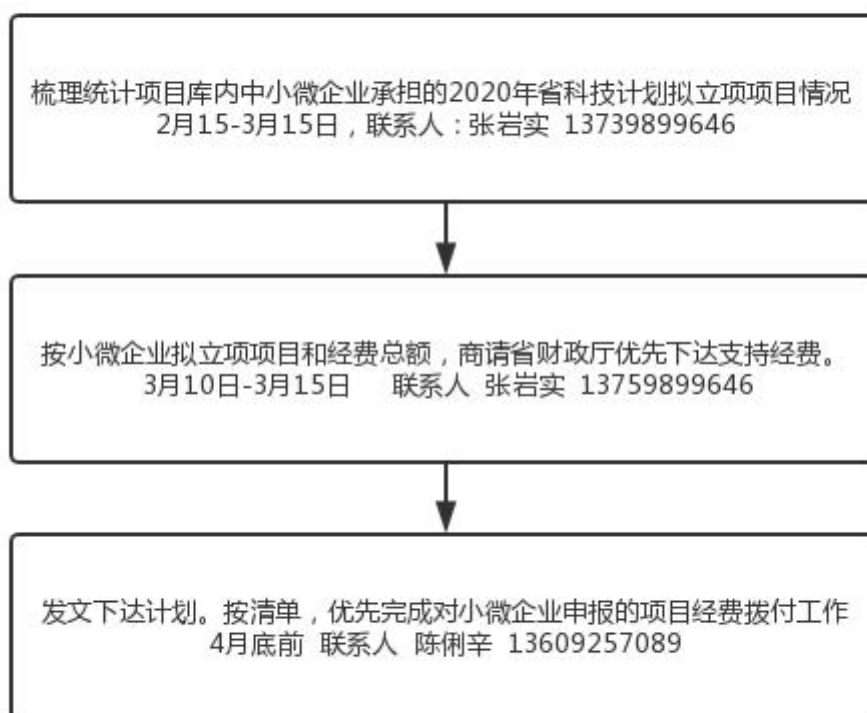 梳理统计项目库内中小微企业承担的2020年省科技计划拟立项项目情况
2月15-3月15日，联系人：张岩实 13739899646
按小微企业拟立项项目和经费总额，商请省财政厅优先下达支持经费。
3月10日-3月15日 联系人 张岩实 13759899646
发文下达计划。按清单，优先完成对小微企业申报的项目经费拨付工作
4月底前 联系人 陈俐辛 13609257089